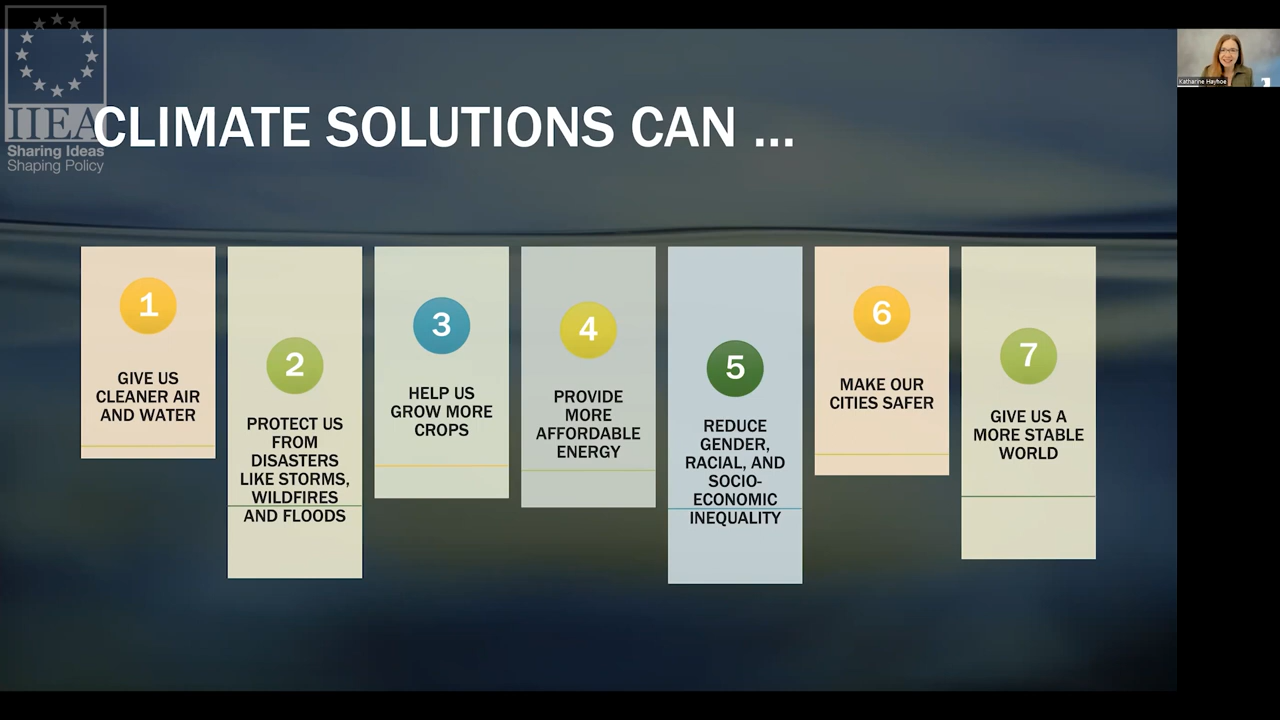 IIEA
Sharing Ideas
Shaping Policy
CLIMATE SOLUTIONS CAN ...
Katharine Hayhoe
1
GIVE US
CLEANER AIR
AND WATER
2
PROTECT US
FROM
DISASTERS
LIKE STORMS,
WILDFIRES
AND FLOODS
3
HELP US
GROW MORE
CROPS
4
PROVIDE
MORE
AFFORDABLE
ENERGY
5
REDUCE
GENDER,
RACIAL, AND
SOCIO-
ECONOMIC
INEQUALITY
6
MAKE OUR
CITIES SAFER
7
GIVE US A
MORE STABLE
WORLD